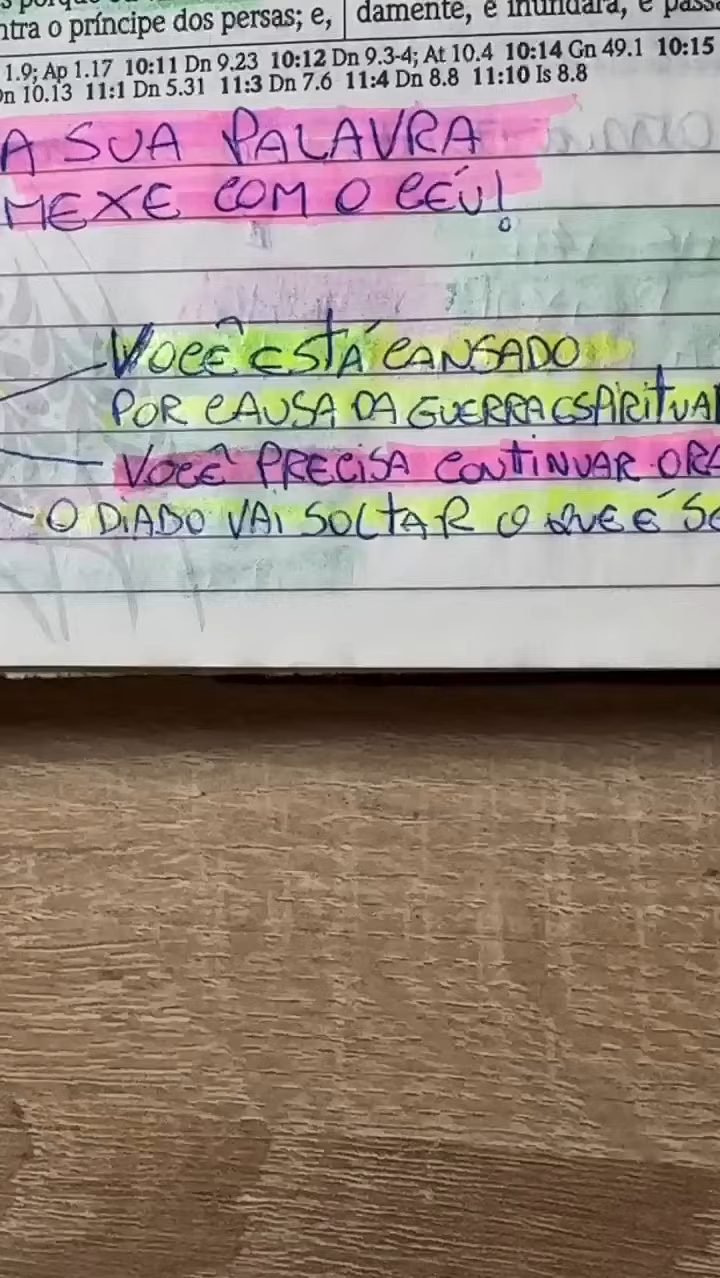 ntra o príncipe dos persas; e,
damente, e inundará, e passa
1.9; Ap 1.17 10:11 Dn 9.23 10:12 Dn 9.3-4; At 10.4 10:14 Gn 49.1 10:15
Dn 10.13 11:1 Dn 5.31 11:3 Dn 7.6 11:4 Dn 8.8 11:10 Is 8.8
A SUA PALAVRA
MEXE COM O CÉU!
VOCÊ ESTÁ CANSADO
POR CAUSA DA GUERRA ESPIRITUAL
VOCÊ PRECISA CONTINUAR ORA
O DIABO VAI SOLTAR O QUE É SE